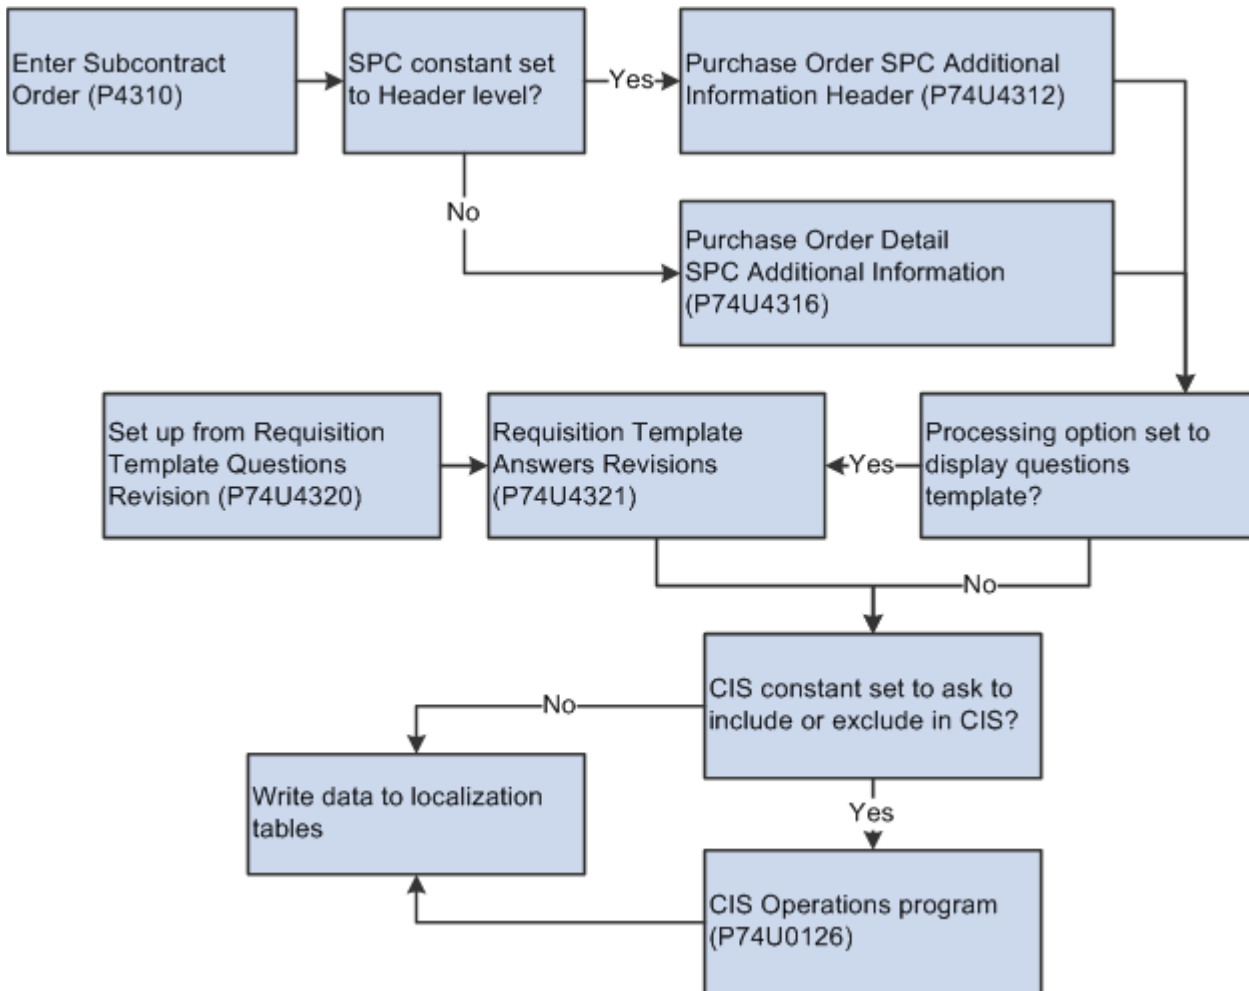 Enter Subcontract
Order (P4310)
SPC constant set
to Header level?
Yes
Purchase Order SPC Additional
Information Header (P74U4312)
No
Purchase Order Detail
SPC Additional Information
(P74U4316)
Set up from Requisition
Template Questions
Revision (P74U4320)
Requisition Template
Answers Revisions
(P74U4321)
Yes
Processing option set to
display questions
template?
No
CIS constant set to ask to
include or exclude in CIS?
No
Write data to localization
tables
Yes
CIS Operations program
(P74U0126)